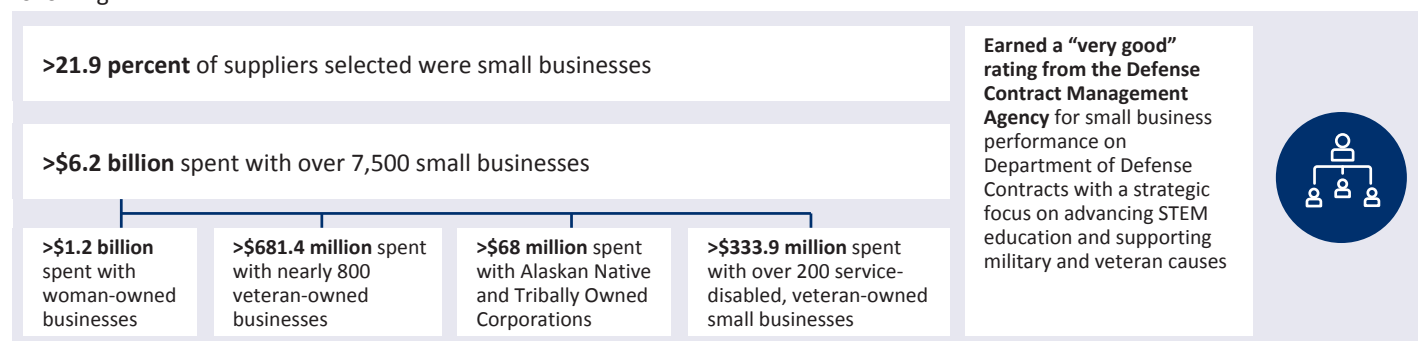 >21.9 percent of suppliers selected were small businesses
>$6.2 billion spent with over 7,500 small businesses
>$1.2 billion
spent with
woman-owned
businesses
>$681.4 million spent
with nearly 800
veteran-owned
businesses
>$68 million spent
with Alaskan Native
and Tribally Owned
Corporations
>$333.9 million spent
with over 200 service-
disabled, veteran-owned
small businesses
Earned a “very good”
rating from the Defense
Contract Management
Agency for small business
performance on
Department of Defense
Contracts with a strategic
focus on advancing STEM
education and supporting
military and veteran causes